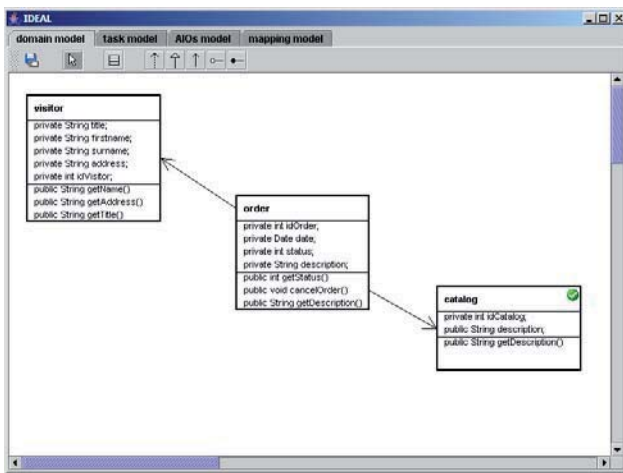 IDEAL
domain model task model AIOs model mapping model
visitor
private String title;
private String firstname;
private String surname;
private String address;
private int idVisitor;
public String getName()
public String getAddress()
public String getTitle()
order
private int idOrder;
private Date date;
private int status;
private String description;
public int getStatus()
public void cancelOrder()
public String getDescription()
catalog
private int idCatalog;
public String description;
public String getDescription()